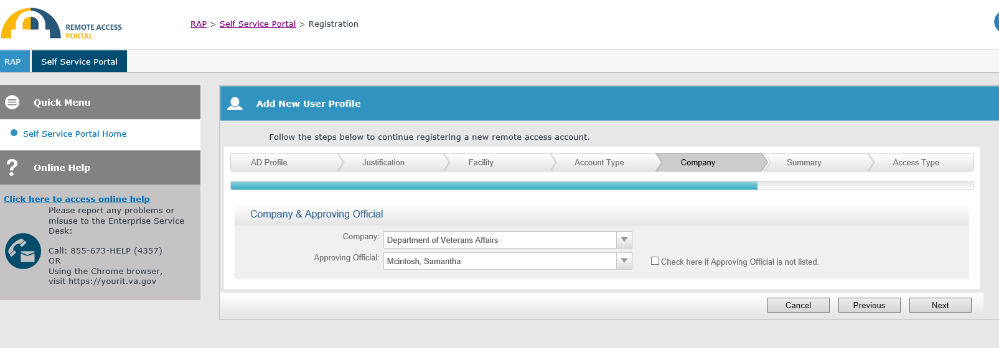 REMOTE ACCESS
PORTAL
RAP > Self Service Portal > Registration
RAP
Self Service Portal
Quick Menu
Self Service Portal Home
Online Help
Click here to access online help
Please report any problems or
misuse to the Enterprise Service
Desk:
Call: 855-673-HELP (4357)
OR
Using the Chrome browser,
visit https://yourit.va.gov
Add New User Profile
Follow the steps below to continue registering a new remote access account.
AD Profile
Justification
Facility
Account Type
Company
Summary
Access Type
Company & Approving Official
Company: Department of Veterans Affairs
Approving Official: Mcintosh, Samantha
Check here if Approving Official is not listed.
Cancel
Previous
Next